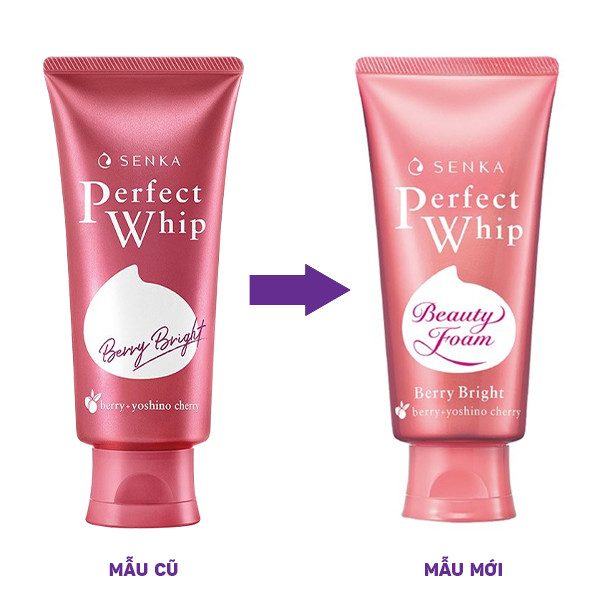 SENKA
Perfect
Whip
Berry Bright
berry+yoshino cherry
MẪU CŨ
SENKA
Perfect
Whip
Beauty
Foam
Berry Bright
berry+yoshino cherry
MẪU MỚI